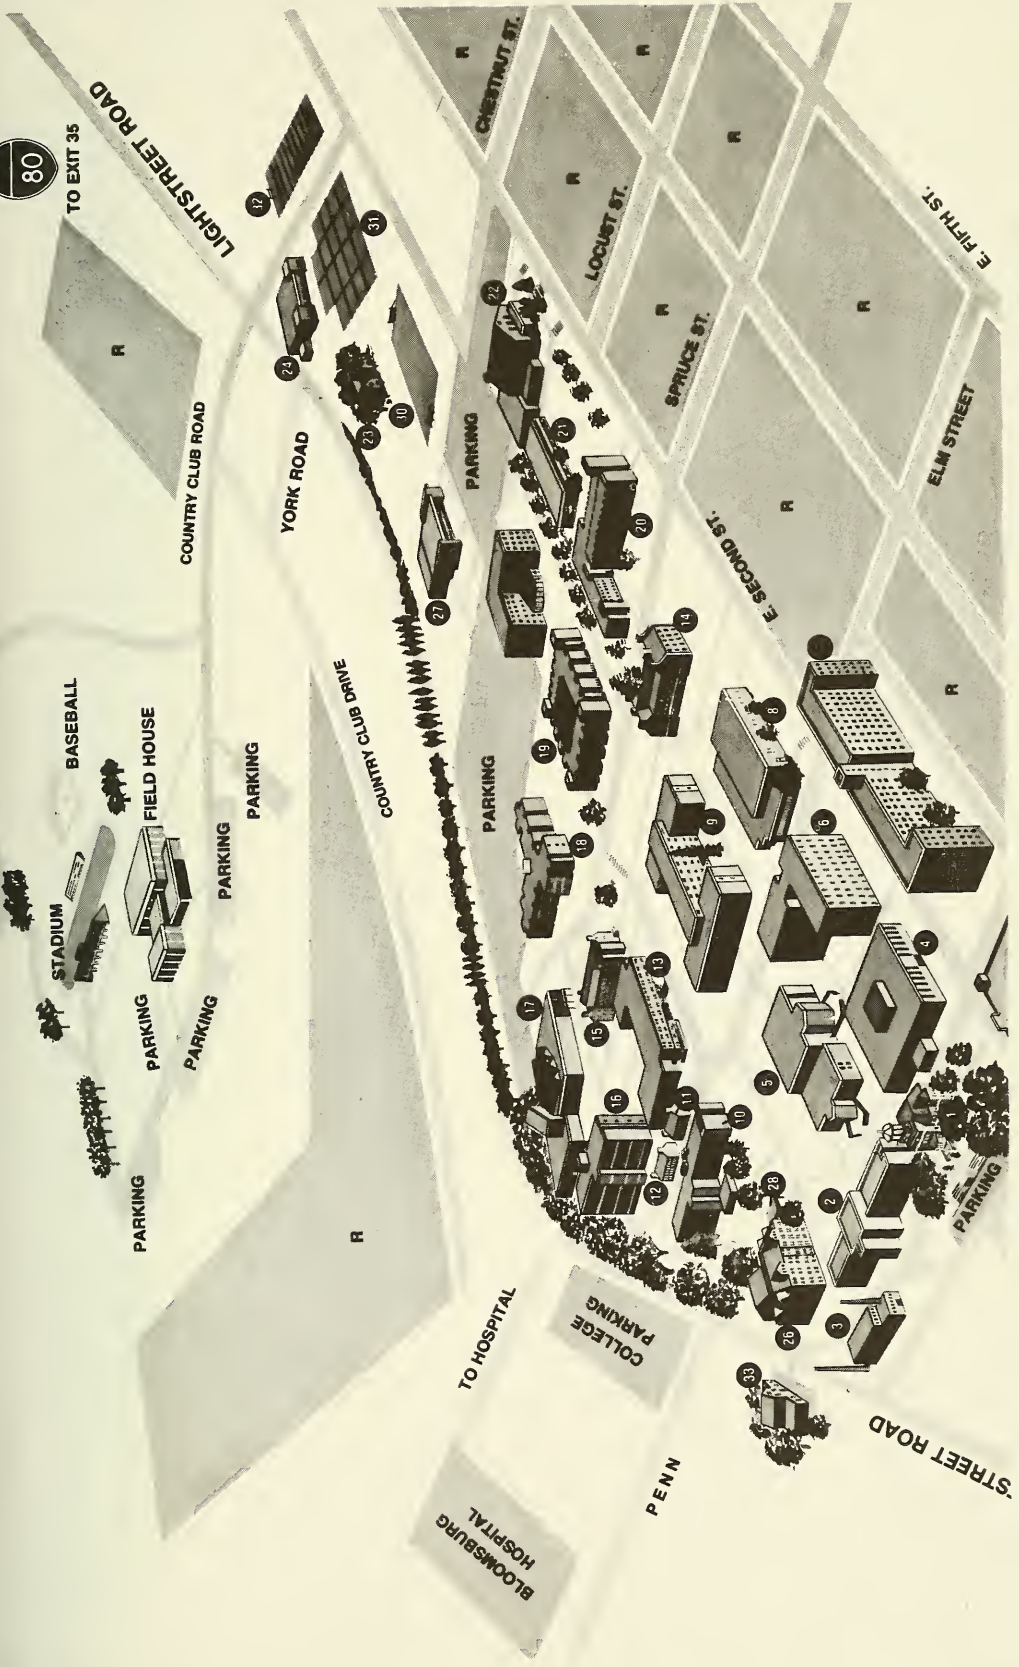 80
TO EXIT 35
LIGHTSTREET ROAD
R
COUNTRY CLUB ROAD
YORK ROAD
COUNTRY CLUB DRIVE
BASEBALL
STADIUM
FIELD HOUSE
PARKING
PARKING
PARKING
PARKING
PARKING
R
TO HOSPITAL
COLLEGE
PARKING
BLOOMSBURG
HOSPITAL
PENN
STREET ROAD
PARKING
PARKING
PARKING
CHESTNUT ST.
R
R
LOCUST ST.
R
R
SPRUCE ST.
R
R
E. SECOND ST.
R
E. FIFTH ST.
ELM STREET
R
32
31
24
23
30
27
22
21
20
14
19
18
8
9
6
4
5
17
15
13
16
11
12
10
28
2
1
26
3
33